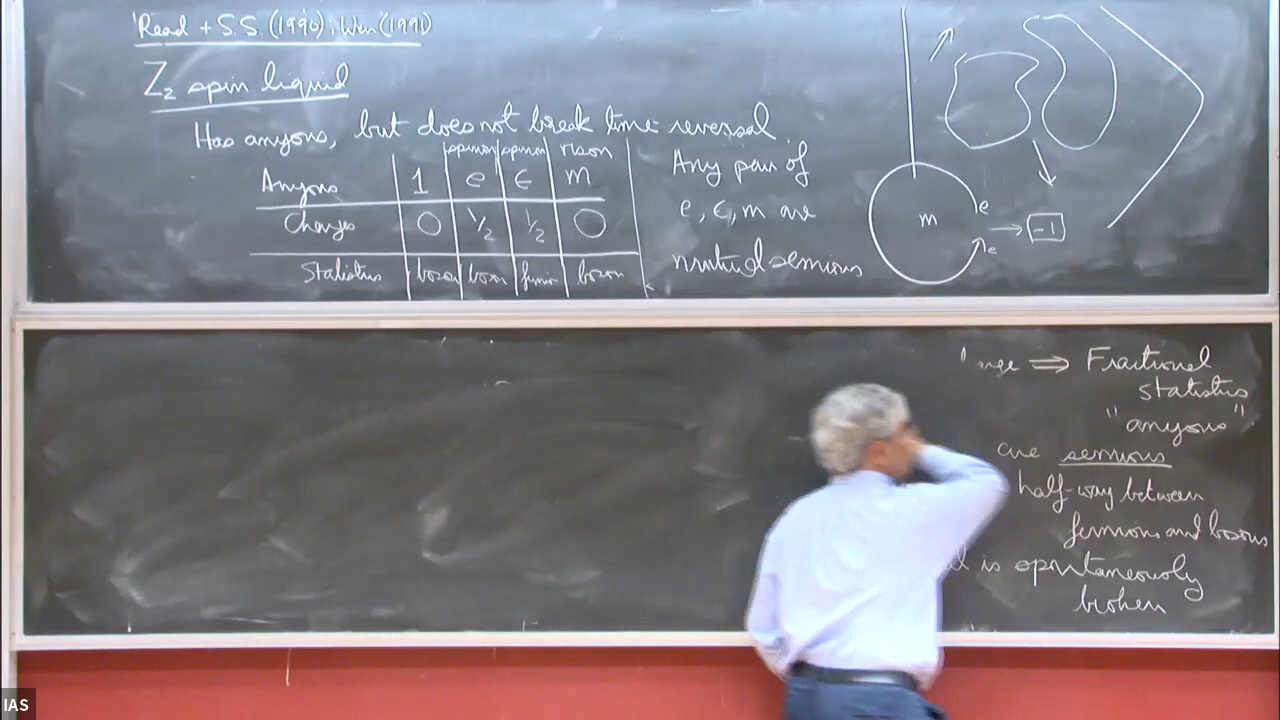 Read + S.S. (1990), Wen (1991)
Z₂ spin liquid
Has anyons, but does not break time reversal
spinon spinon vison
Anyons 1 e ϵ m
Charges 0 1/2 1/2 0
Statistics boson boson fermion boson
Any pair of
e, ϵ, m are
mutual semions
m
e
e
-1
⇒ Fractional
statistics
"anyons"
are semions
half-way between
fermions and bosons
is spontaneously
broken
IAS